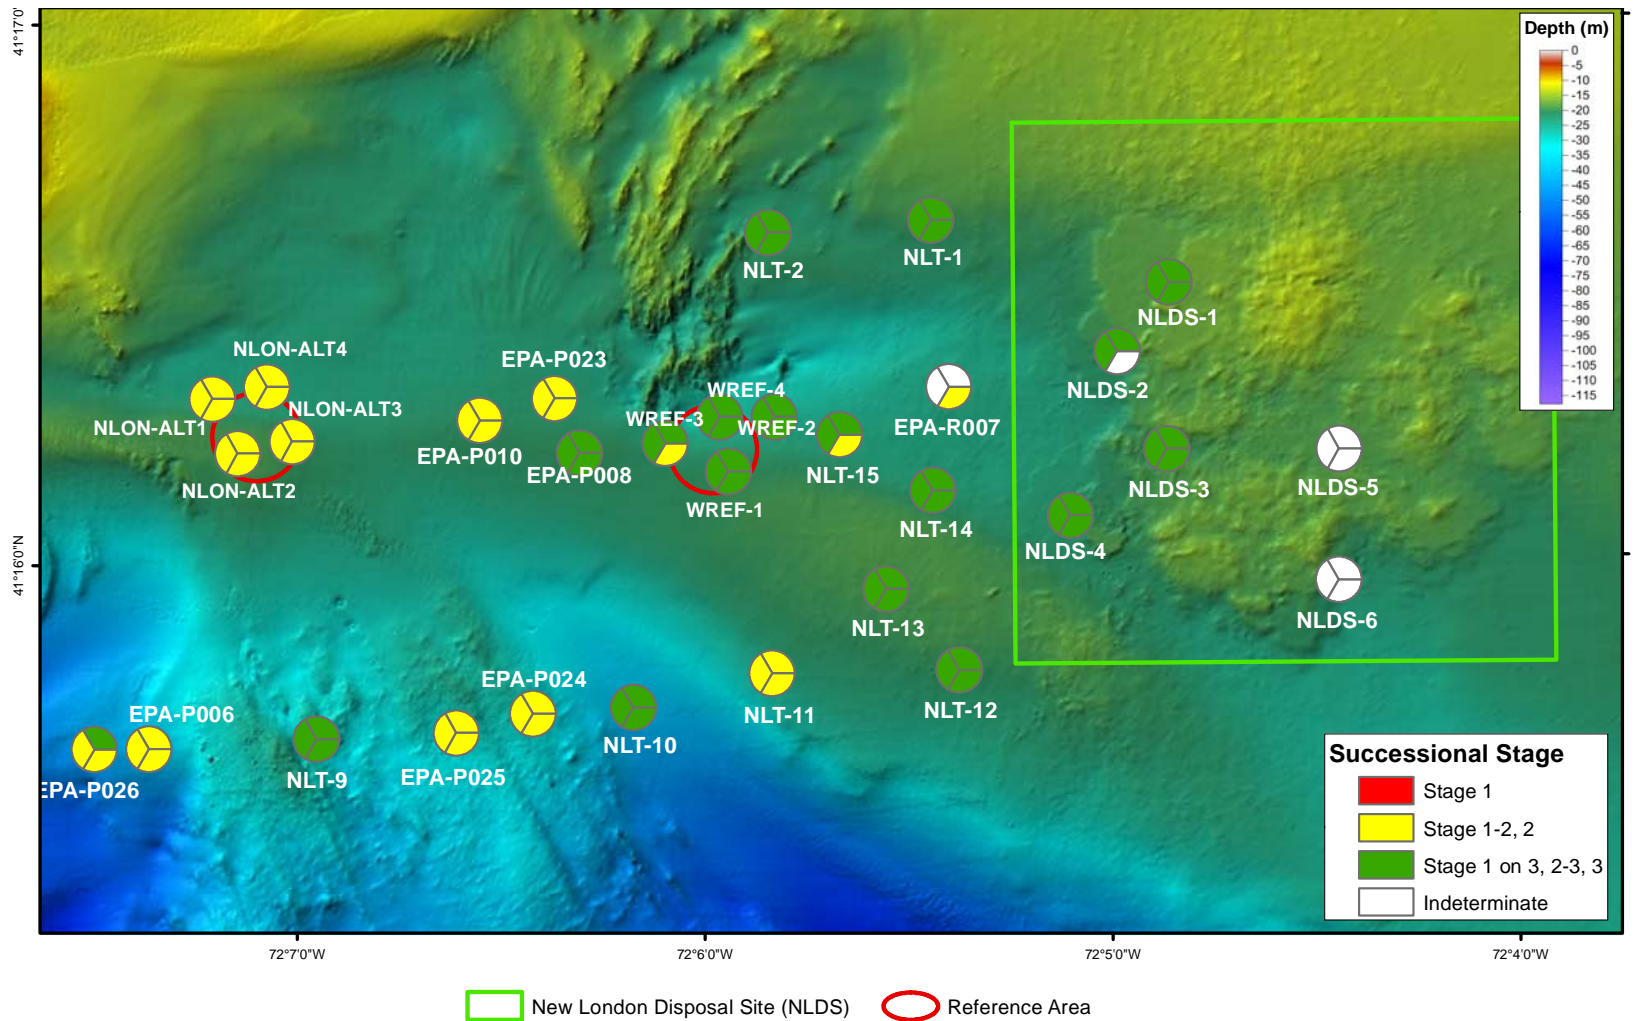 41°17'0'
Depth (m)
0
-5
-10
-15
-20
-25
-30
-35
-40
-45
-50
-55
-60
-65
-70
-75
-80
-85
-90
-95
-100
-105
-110
-115
NLT-2
NLT-1
NLDS-1
NLDS-2
NLON-ALT4
EPA-P023
NLON-ALT3
NLON-ALT1
WREF-4
WREF-3
WREF-2
EPA-R007
EPA-P010
EPA-P008
NLT-15
NLDS-3
NLDS-5
NLON-ALT2
WREF-1
NLT-14
NLDS-4
41°16'0"N
NLT-13
NLDS-6
EPA-P024
EPA-P006
NLT-11
NLT-12
NLT-10
EPA-P025
NLT-9
EPA-P026
Successional Stage
Stage 1
Stage 1-2, 2
Stage 1 on 3, 2-3, 3
Indeterminate
72°7'0"W
72°6'0"W
72°5'0"W
72°4'0"W
New London Disposal Site (NLDS)
Reference Area